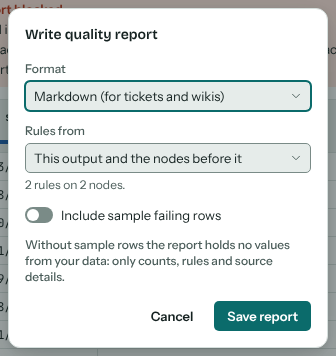 Write quality report
Format
Markdown (for tickets and wikis)
Rules from
This output and the nodes before it
2 rules on 2 nodes.
Include sample failing rows
Without sample rows the report holds no values
from your data: only counts, rules and source
details.
Cancel
Save report